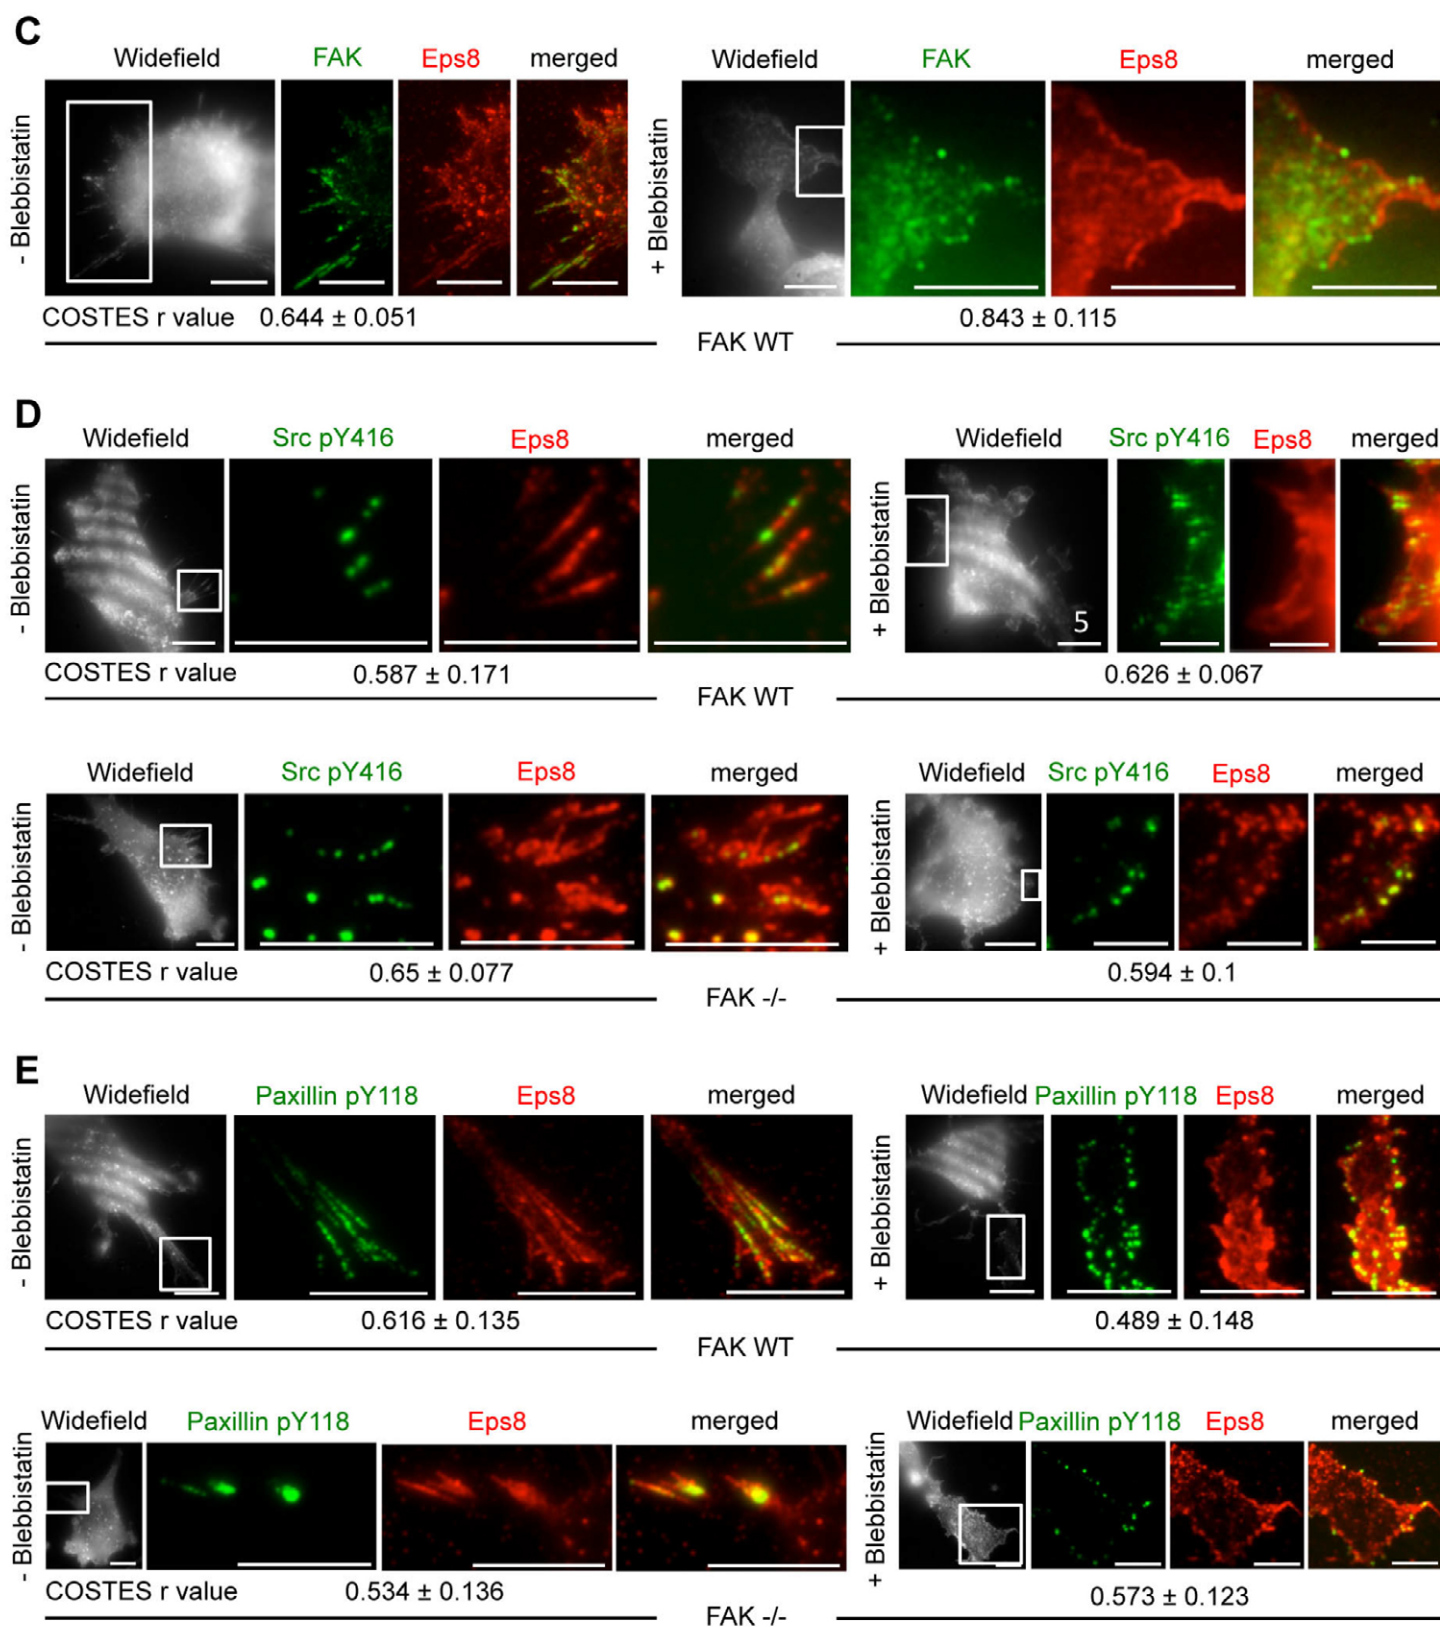 C
Widefield FAK Eps8 merged Widefield FAK Eps8 merged
- Blebbistatin
+ Blebbistatin
COSTES r value 0.644 ± 0.051 0.843 ± 0.115
FAK WT
D
Widefield Src pY416 Eps8 merged Widefield Src pY416 Eps8 merged
- Blebbistatin
+ Blebbistatin
5
COSTES r value 0.587 ± 0.171 0.626 ± 0.067
FAK WT
Widefield Src pY416 Eps8 merged Widefield Src pY416 Eps8 merged
- Blebbistatin
+ Blebbistatin
COSTES r value 0.65 ± 0.077 0.594 ± 0.1
FAK -/-
E
Widefield Paxillin pY118 Eps8 merged Widefield Paxillin pY118 Eps8 merged
- Blebbistatin
+ Blebbistatin
COSTES r value 0.616 ± 0.135 0.489 ± 0.148
FAK WT
Widefield Paxillin pY118 Eps8 merged Widefield Paxillin pY118 Eps8 merged
- Blebbistatin
+ Blebbistatin
COSTES r value 0.534 ± 0.136 0.573 ± 0.123
FAK -/-